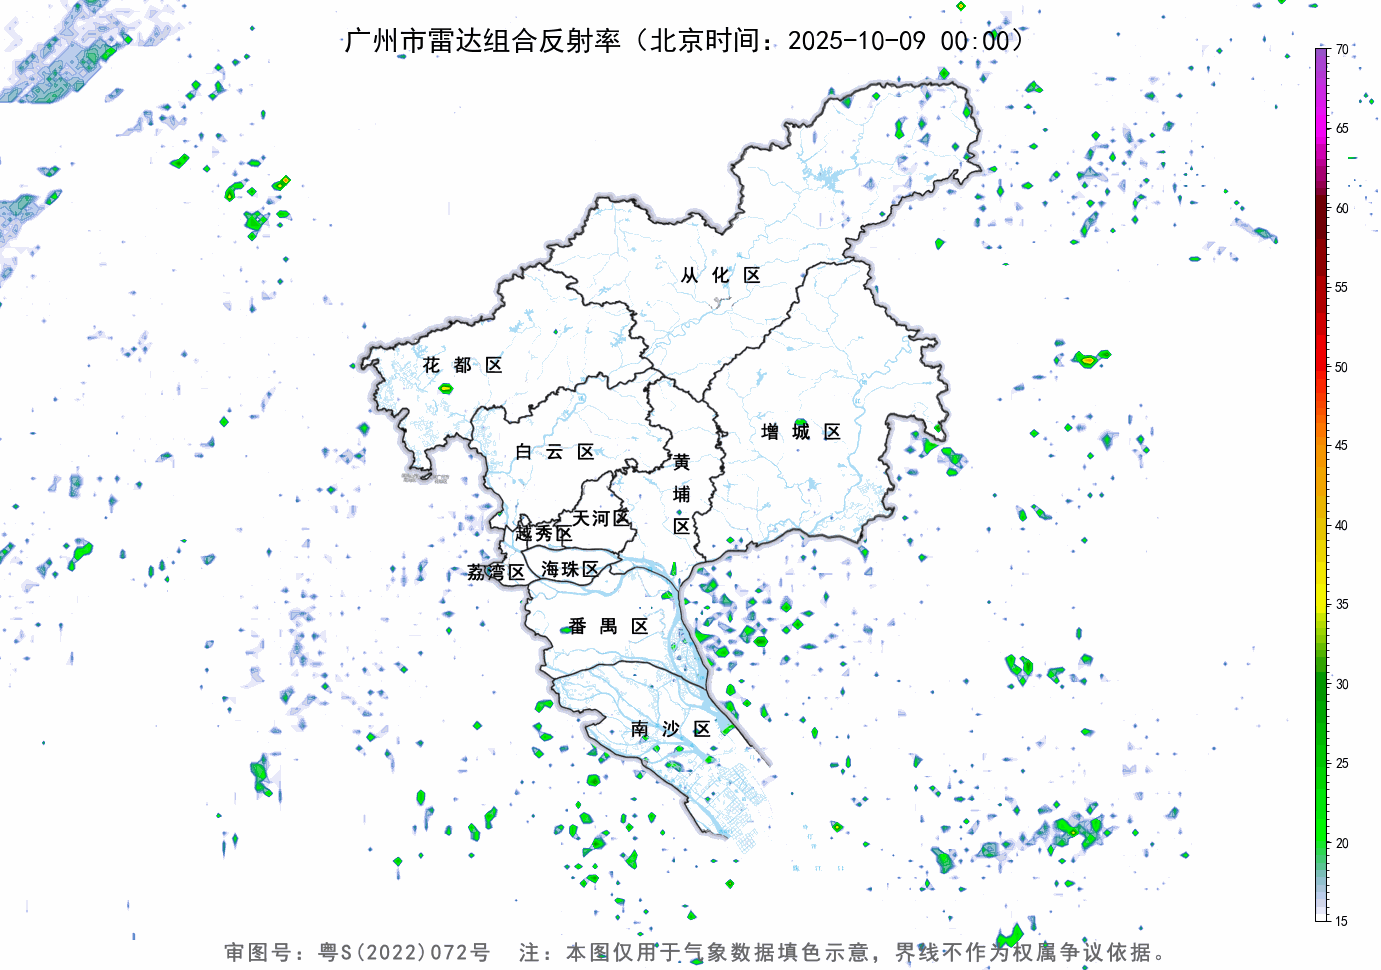 广州市雷达组合反射率（北京时间：2025-10-09 00:00）
70
65
60
55
50
45
40
35
30
25
20
15
从化区
花都区
增城区
白云区
黄埔区
天河区
越秀区
荔湾区
海珠区
番禺区
南沙区
审图号：粤S(2022)072号 注：本图仅用于气象数据填色示意，界线不作为权属争议依据。